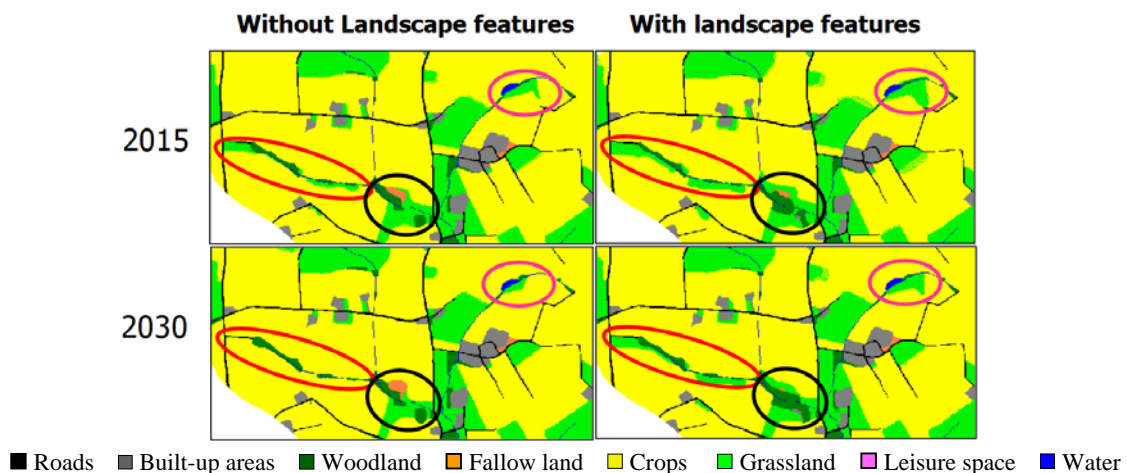 Without Landscape features With landscape features
2015
2030
Roads Built-up areas Woodland Fallow land Crops Grassland Leisure space Water